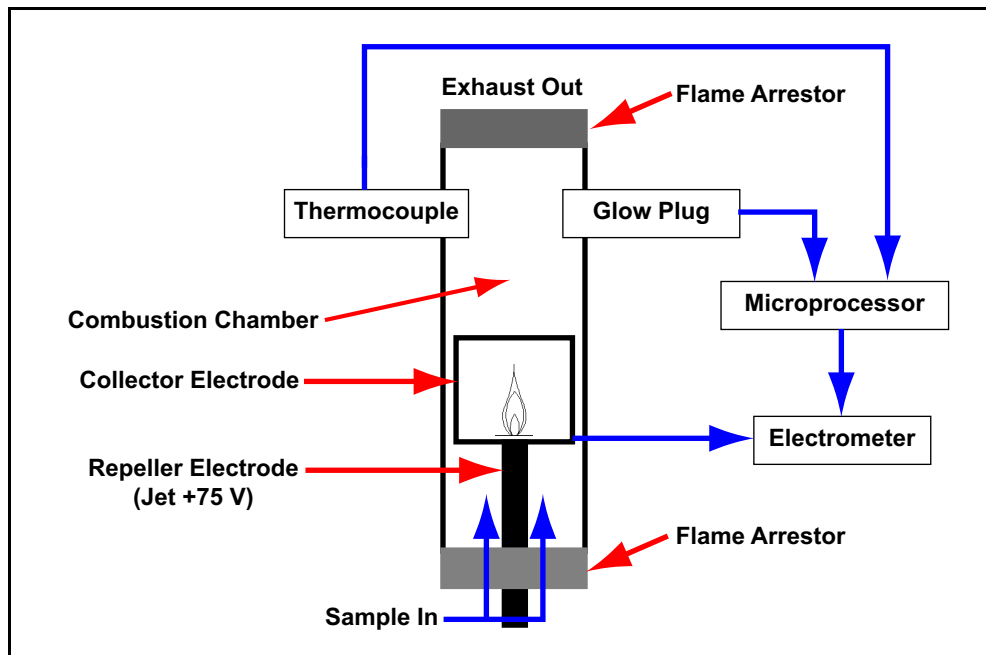 Exhaust Out
Flame Arrestor
Thermocouple
Glow Plug
Microprocessor
Combustion Chamber
Collector Electrode
Electrometer
Repeller Electrode
(Jet +75 V)
Flame Arrestor
Sample In